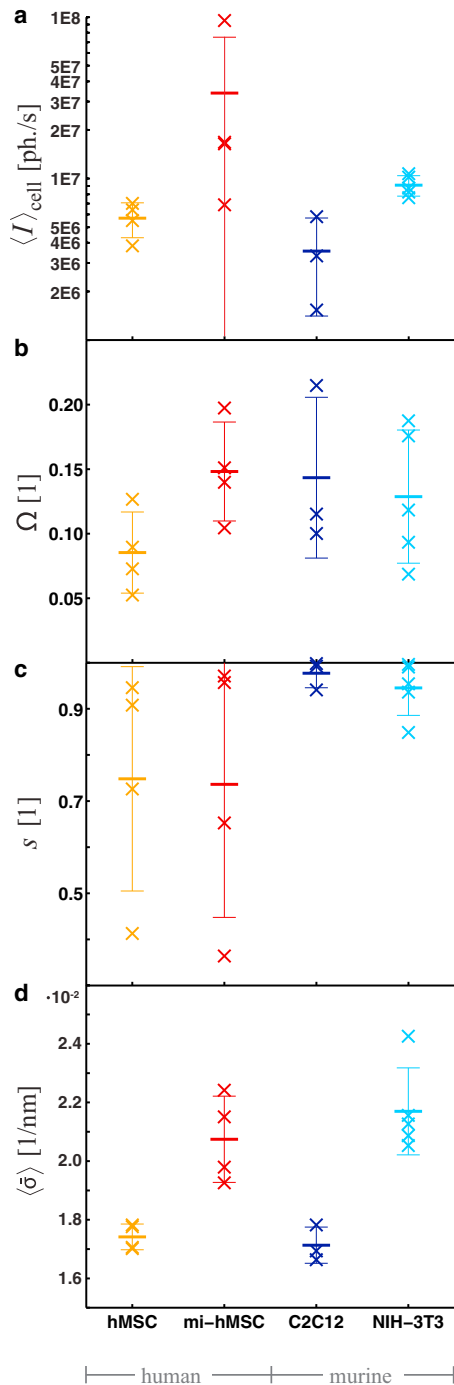 a
1E8
5E7
4E7
3E7
2E7
1E7
5E6
4E6
3E6
2E6
⟨I⟩cell [ph./s]
b
0.20
0.15
0.10
0.05
Ω [1]
c
0.9
0.7
0.5
s [1]
d
·10⁻²
2.4
2.2
2.0
1.8
1.6
⟨σ̄⟩ [1/nm]
hMSC mi-hMSC C2C12 NIH-3T3
human murine